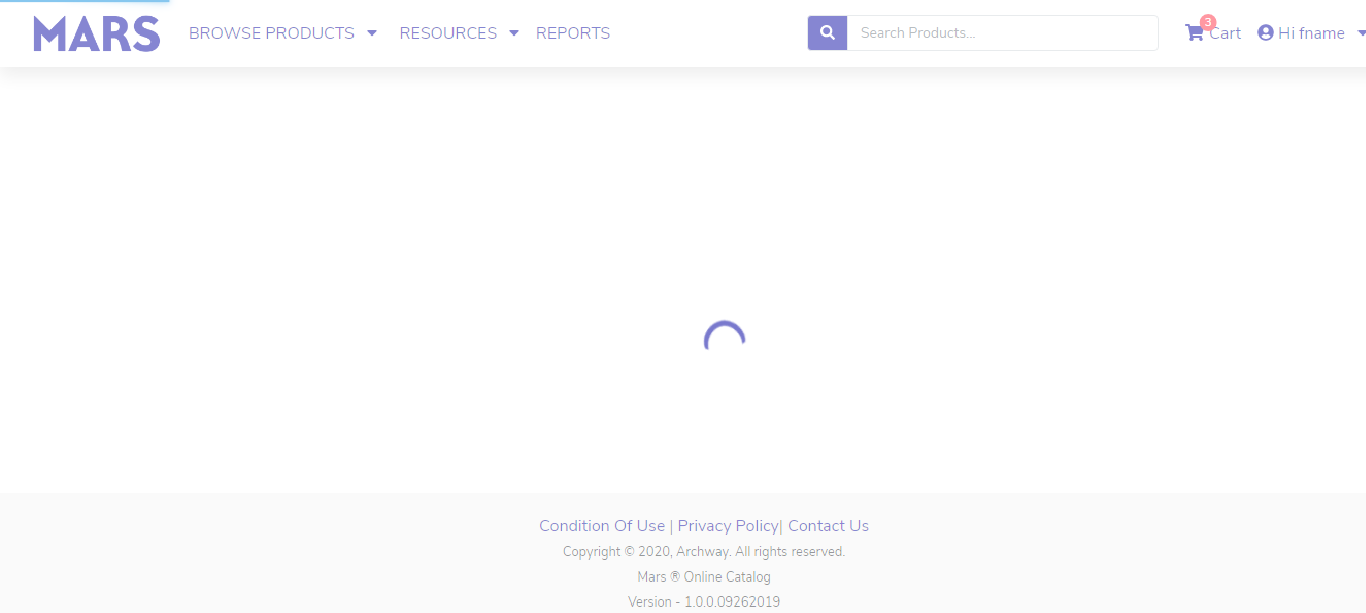 MARS BROWSE PRODUCTS RESOURCES REPORTS Search Products... 3 Cart Hi fname
Condition Of Use | Privacy Policy| Contact Us
Copyright © 2020, Archway. All rights reserved.
Mars ® Online Catalog
Version - 1.0.0.09262019